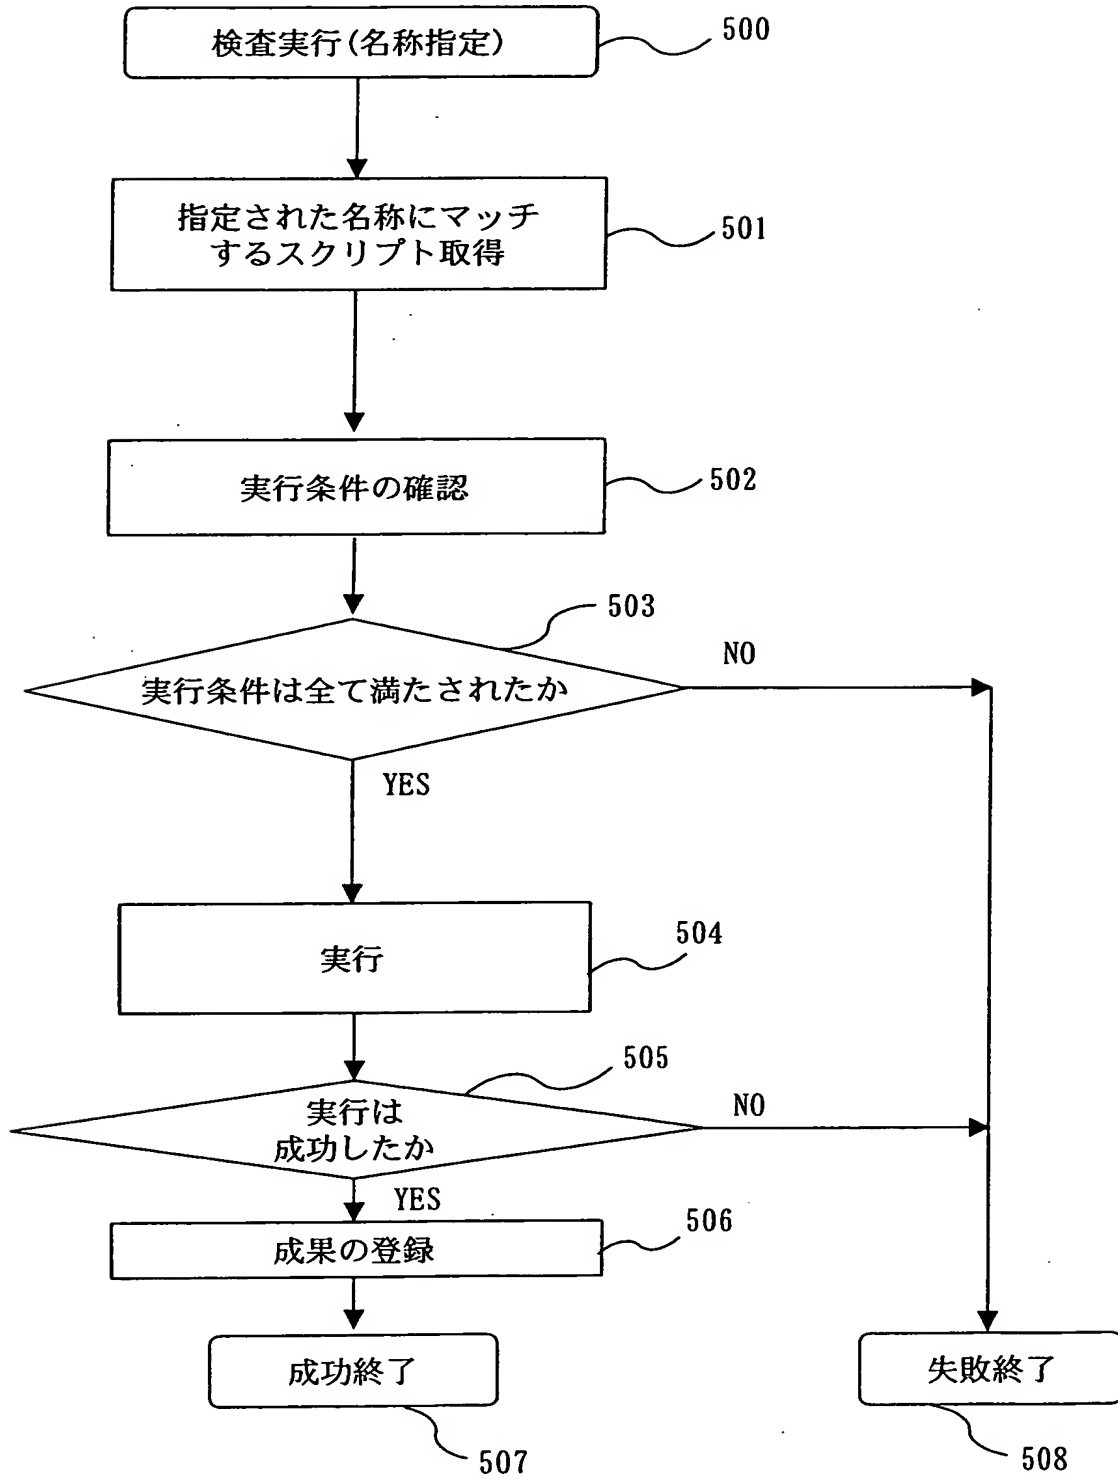 検査実行(名称指定)
500
指定された名称にマッチ
するスクリプト取得
501
実行条件の確認
502
503
実行条件は全て満たされたか
NO
YES
実行
504
505
実行は
成功したか
NO
YES
成果の登録
506
成功終了
失敗終了
507
508